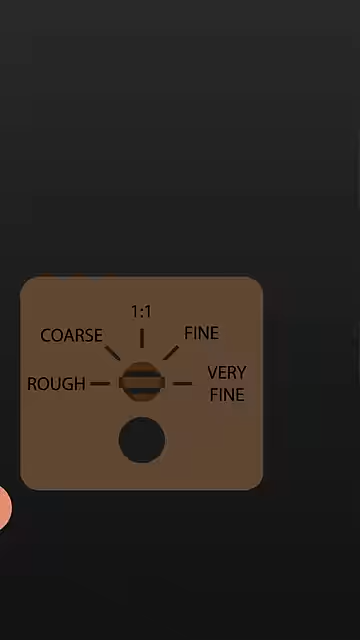 1:1
COARSE
FINE
ROUGH
VERY
FINE